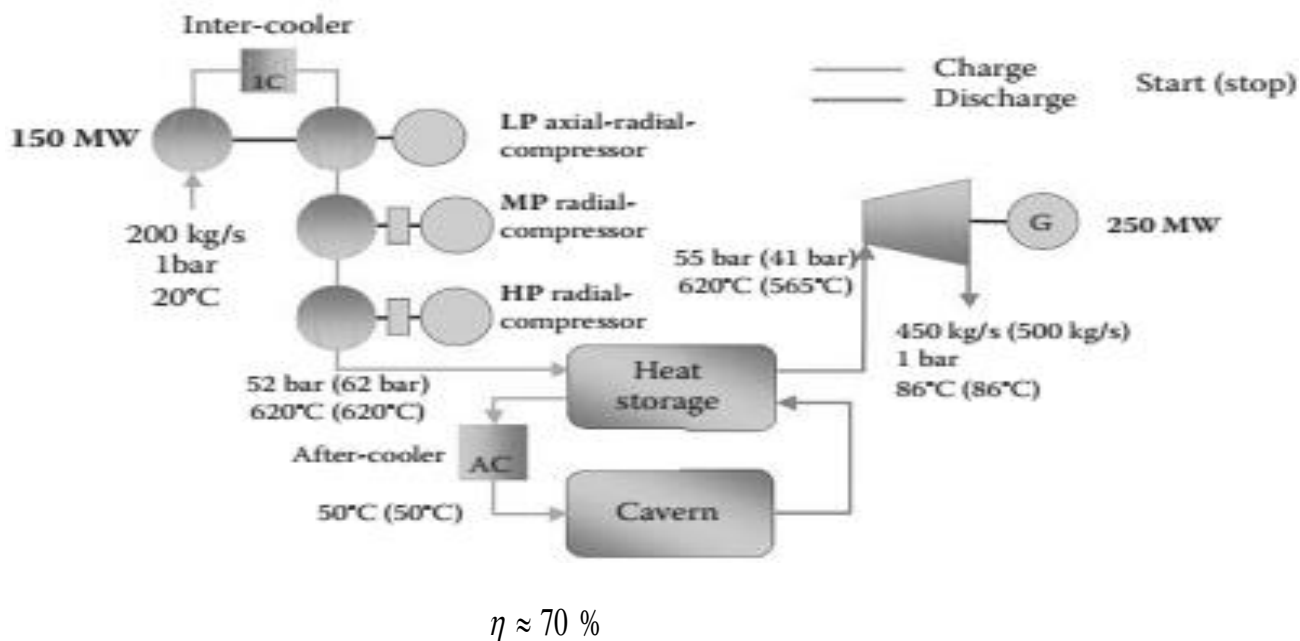 Inter-cooler
IC
150 MW
200 kg/s
1bar
20°C
LP axial-radial-
compressor
MP radial-
compressor
HP radial-
compressor
52 bar (62 bar)
620°C (620°C)
After-cooler
AC
50°C (50°C)
Heat
storage
Cavern
Charge
Discharge
Start (stop)
55 bar (41 bar)
620°C (565°C)
G
250 MW
450 kg/s (500 kg/s)
1 bar
86°C (86°C)
η ≈ 70 %